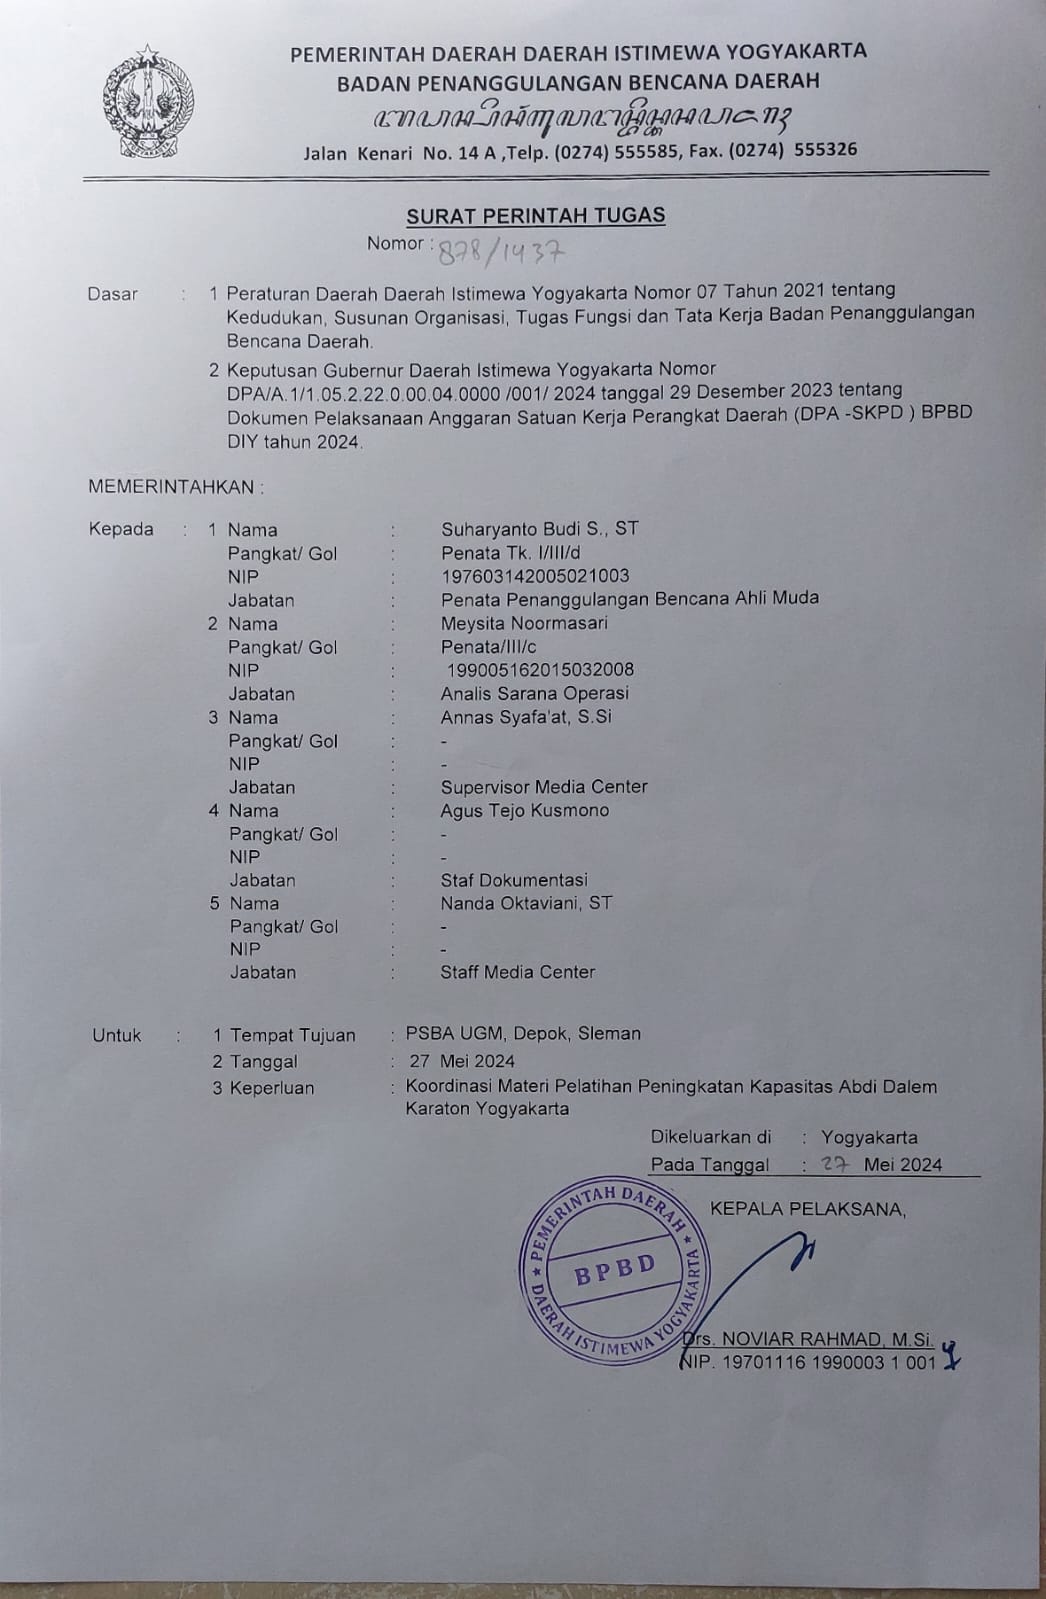 PEMERINTAH DAERAH DAERAH ISTIMEWA YOGYAKARTA
BADAN PENANGGULANGAN BENCANA DAERAH
Jalan Kenari No. 14 A ,Telp. (0274) 555585, Fax. (0274) 555326
YOGYAKARTA
SURAT PERINTAH TUGAS
Nomor : 878/1437
Dasar : 1 Peraturan Daerah Daerah Istimewa Yogyakarta Nomor 07 Tahun 2021 tentang
Kedudukan, Susunan Organisasi, Tugas Fungsi dan Tata Kerja Badan Penanggulangan
Bencana Daerah.
2 Keputusan Gubernur Daerah Istimewa Yogyakarta Nomor
DPA/A.1/1.05.2.22.0.00.04.0000 /001/ 2024 tanggal 29 Desember 2023 tentang
Dokumen Pelaksanaan Anggaran Satuan Kerja Perangkat Daerah (DPA -SKPD ) BPBD
DIY tahun 2024.
MEMERINTAHKAN :
Kepada : 1 Nama : Suharyanto Budi S., ST
Pangkat/ Gol : Penata Tk. I/III/d
NIP : 197603142005021003
Jabatan : Penata Penanggulangan Bencana Ahli Muda
2 Nama : Meysita Noormasari
Pangkat/ Gol : Penata/III/c
NIP : 199005162015032008
Jabatan : Analis Sarana Operasi
3 Nama : Annas Syafa'at, S.Si
Pangkat/ Gol : -
NIP : -
Jabatan : Supervisor Media Center
4 Nama : Agus Tejo Kusmono
Pangkat/ Gol : -
NIP : -
Jabatan : Staf Dokumentasi
5 Nama : Nanda Oktaviani, ST
Pangkat/ Gol : -
NIP : -
Jabatan : Staff Media Center
Untuk : 1 Tempat Tujuan : PSBA UGM, Depok, Sleman
2 Tanggal : 27 Mei 2024
3 Keperluan : Koordinasi Materi Pelatihan Peningkatan Kapasitas Abdi Dalem
Karaton Yogyakarta
Dikeluarkan di : Yogyakarta
Pada Tanggal : 27 Mei 2024
KEPALA PELAKSANA,
PEMERINTAH DAERAH
BPBD
DAERAH ISTIMEWA YOGYAKARTA
Drs. NOVIAR RAHMAD, M.Si.
NIP. 19701116 1990003 1 001